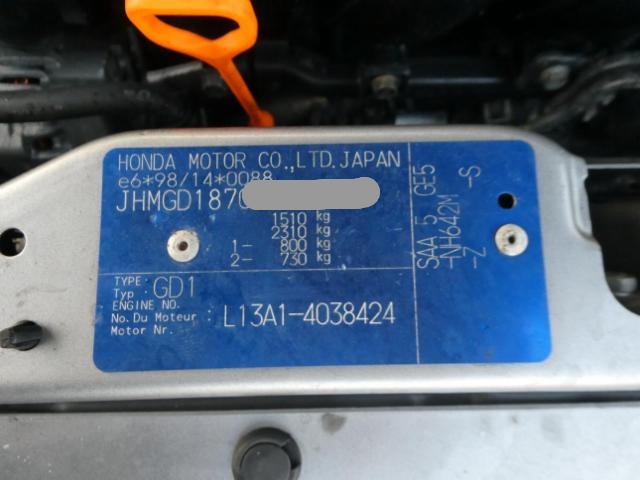 HONDA MOTOR CO.,LTD.JAPAN
e6*98/14*0088
JHMGD1870
1510 kg
2310 kg
1- 800 kg
2- 730 kg
TYPE:
Typ: GD1
ENGINE NO.
No.Du Moteur: L13A1-4038424
Motor Nr.
SAA 5 GE5
-NH642M -S
-Z